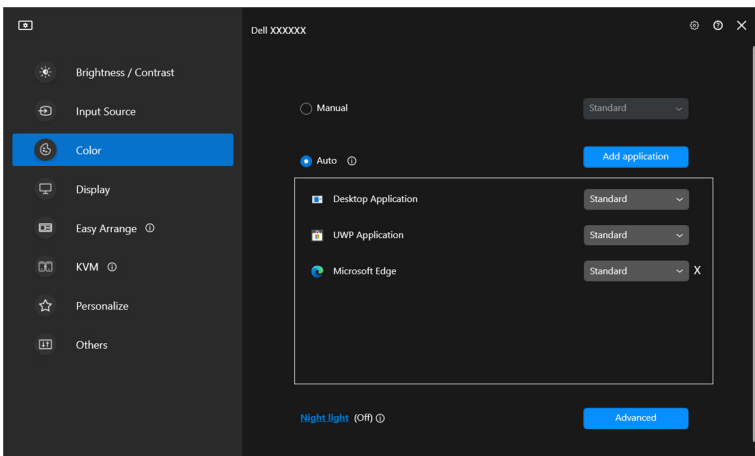 Dell XXXXXX
Brightness / Contrast
Input Source
Color
Display
Easy Arrange
KVM
Personalize
Others
Manual
Standard
Auto
Add application
Desktop Application
Standard
UWP Application
Standard
Microsoft Edge
Standard
X
Night light (Off)
Advanced